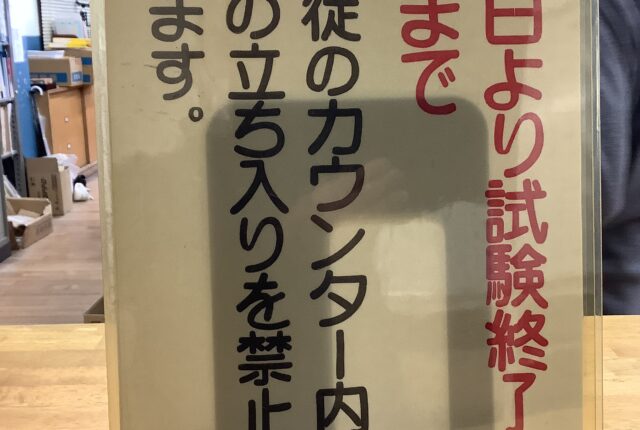 日より試験終了
まで
徒のカウンター内
の立ち入りを禁止
ます。